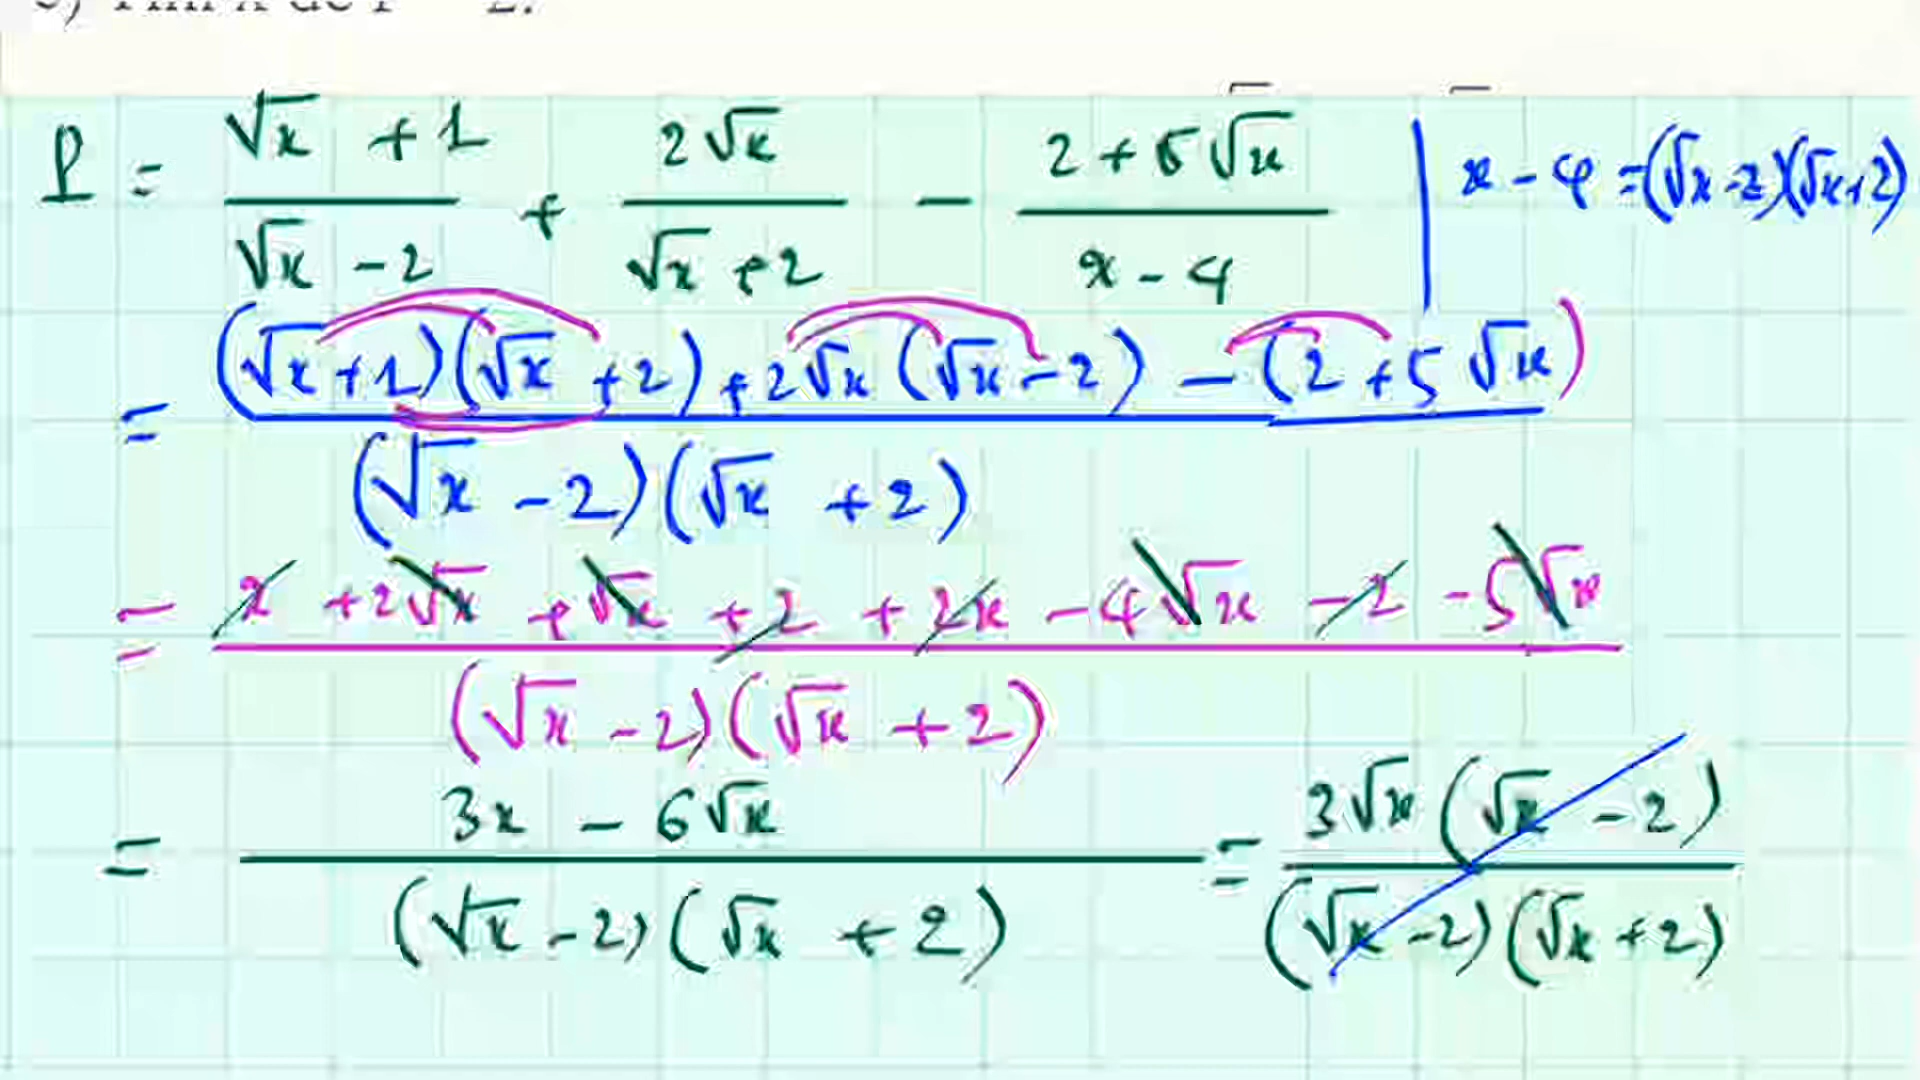 P = (√x + 1)/(√x - 2) + 2√x/(√x + 2) - (2 + 5√x)/(x - 4) | x - 4 = (√x - 2)(√x + 2)
= ((√x + 1)(√x + 2) + 2√x(√x - 2) - (2 + 5√x))/((√x - 2)(√x + 2))
= (x + 2√x + √x + 2 + 2x - 4√x - 2 - 5√x)/((√x - 2)(√x + 2))
= (3x - 6√x)/((√x - 2)(√x + 2)) = (3√x(√x - 2))/((√x - 2)(√x + 2))